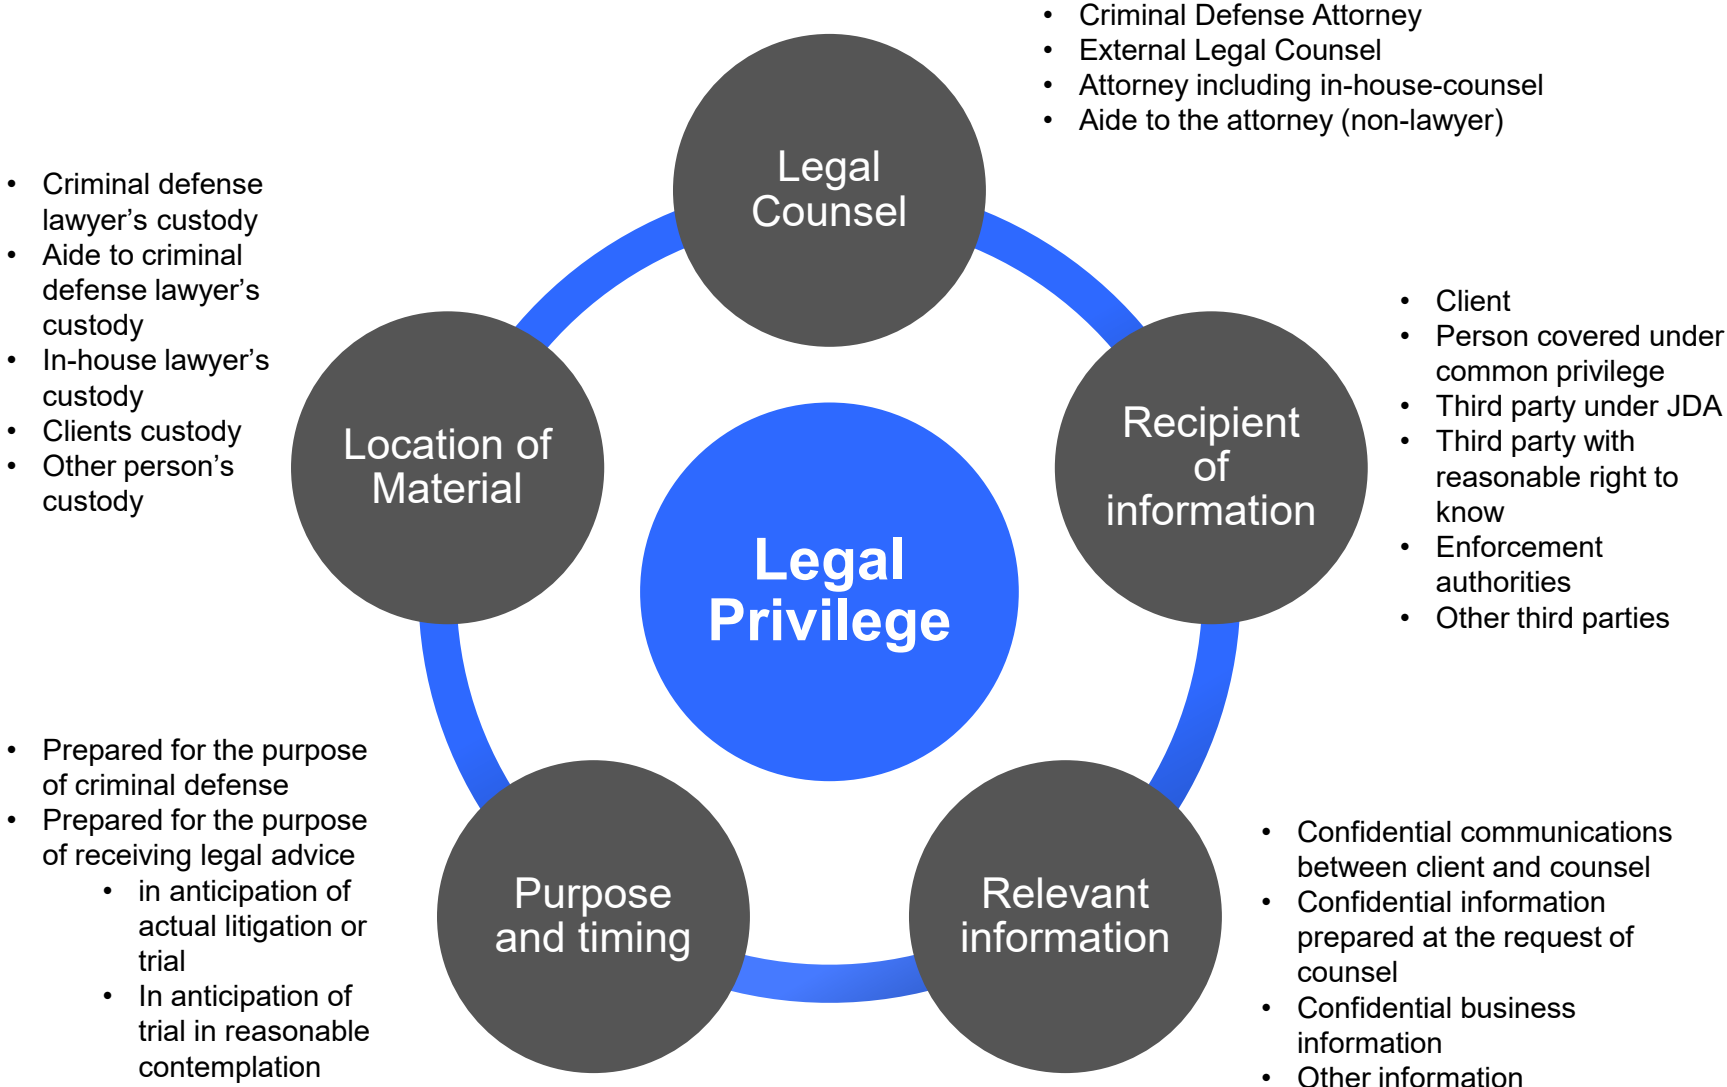 • Criminal Defense Attorney
• External Legal Counsel
• Attorney including in-house-counsel
• Aide to the attorney (non-lawyer)
Legal
Counsel
• Criminal defense
lawyer’s custody
• Aide to criminal
defense lawyer’s
custody
• In-house lawyer’s
custody
• Clients custody
• Other person’s
custody
Location of
Material
Recipient
of
information
• Client
• Person covered under
common privilege
• Third party under JDA
• Third party with
reasonable right to
know
• Enforcement
authorities
• Other third parties
Legal
Privilege
• Prepared for the purpose
of criminal defense
• Prepared for the purpose
of receiving legal advice
• in anticipation of
actual litigation or
trial
• In anticipation of
trial in reasonable
contemplation
Purpose
and timing
Relevant
information
• Confidential communications
between client and counsel
• Confidential information
prepared at the request of
counsel
• Confidential business
information
• Other information